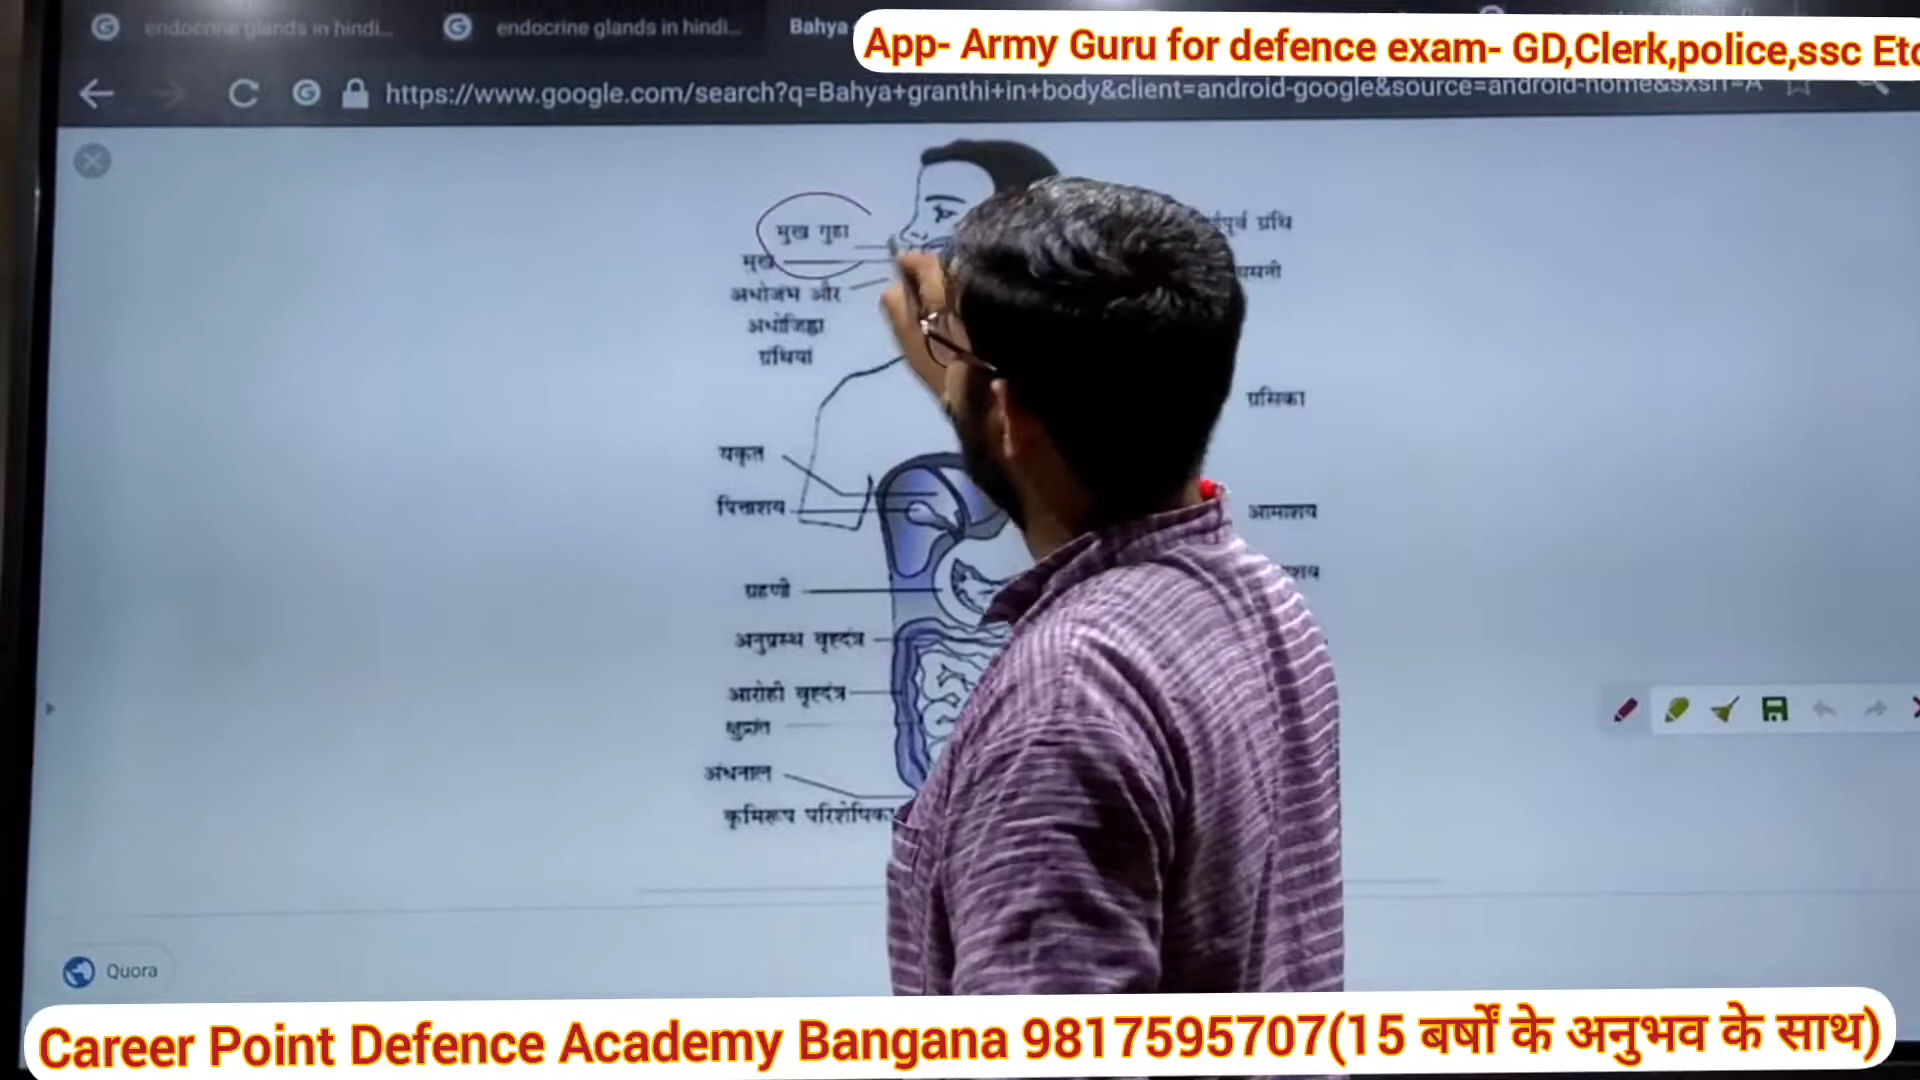 endocrine glands in hindi...
endocrine glands in hindi...
Bahya
App- Army Guru for defence exam- GD,Clerk,police,ssc Etc
https://www.google.com/search?q=Bahya+granthi+in+body&client=android-google&source=android-home&sxsrf=A
मुख गुहा
मुख
अधोजंभ और
अधोजिह्वा
ग्रंथियां
यकृत
पित्ताशय
ग्रहणी
अनुप्रस्थ वृहदंत्र
आरोही वृहदंत्र
क्षुद्रांत
अंधनाल
कृमिरूप परिशेषिका
पूर्व ग्रंथि
ग्रसनी
ग्रसिका
आमाशय
Quora
Career Point Defence Academy Bangana 9817595707(15 बर्षों के अनुभव के साथ)